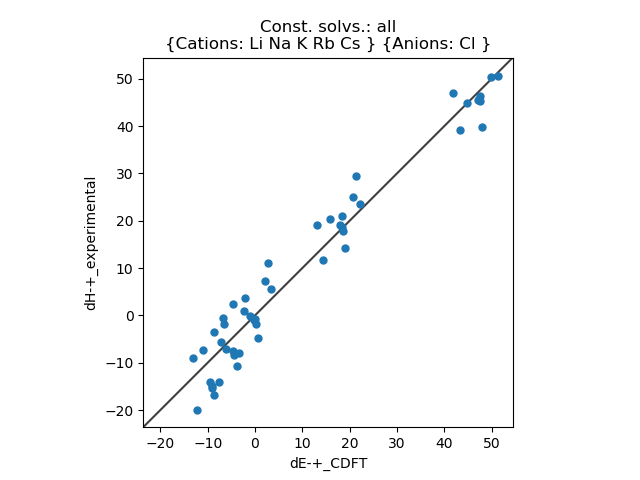 Const. solvs.: all
{Cations: Li Na K Rb Cs } {Anions: Cl }
dH-+_experimental
50
40
30
20
10
0
−10
−20
−20 −10 0 10 20 30 40 50
dE-+_CDFT